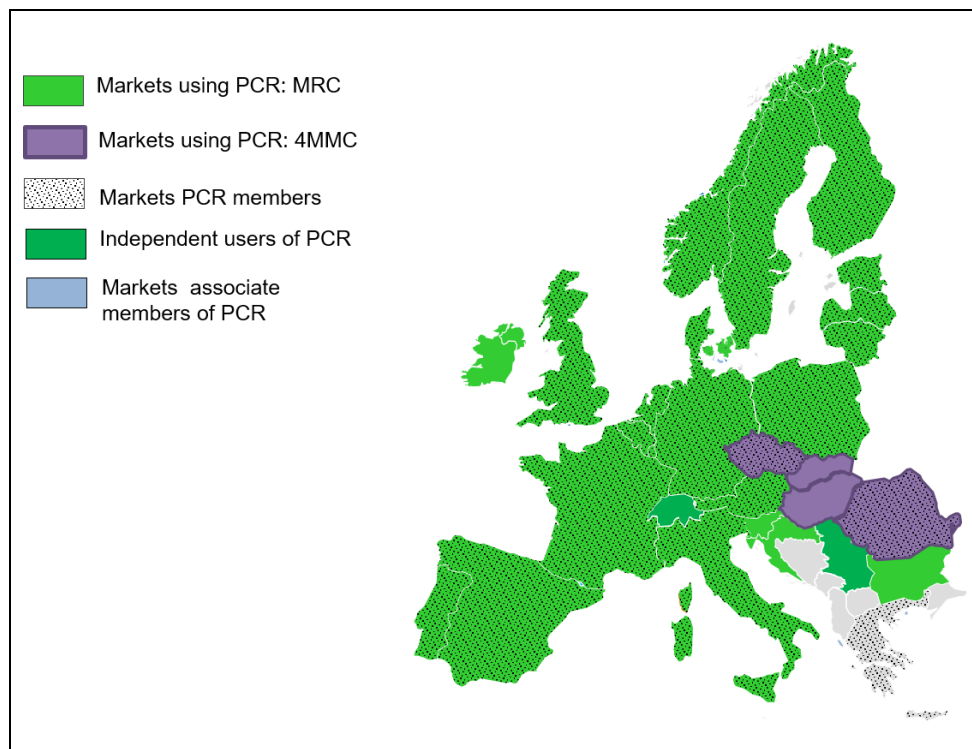 Markets using PCR: MRC
Markets using PCR: 4MMC
Markets PCR members
Independent users of PCR
Markets associate
members of PCR